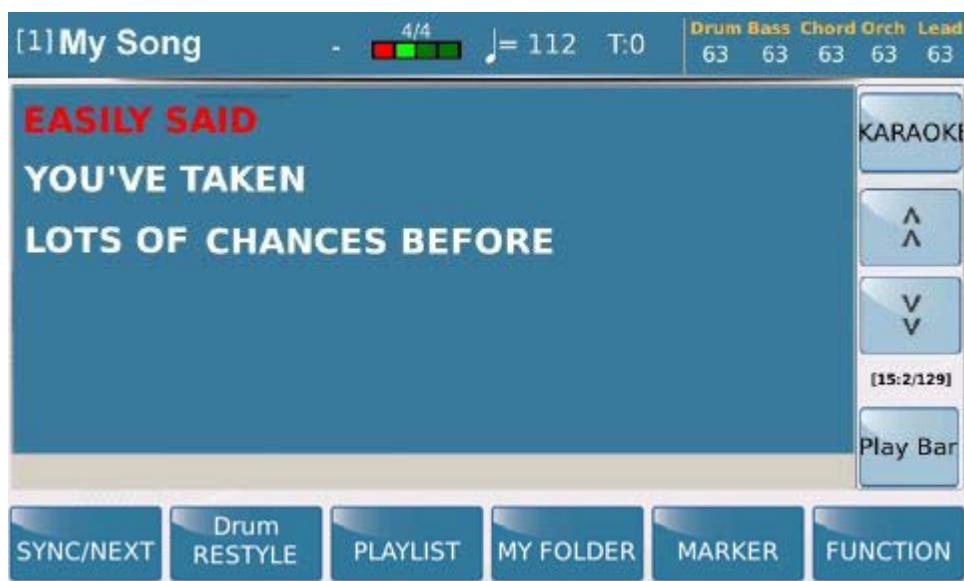 [1] My Song - 4/4 ♩= 112 T:0
Drum Bass Chord Orch Lead
63 63 63 63 63
EASILY SAID
YOU'VE TAKEN
LOTS OF CHANCES BEFORE
KARAOKE
^
^
v
v
[15:2/129]
Play Bar
SYNC/NEXT
Drum
RESTYLE
PLAYLIST
MY FOLDER
MARKER
FUNCTION